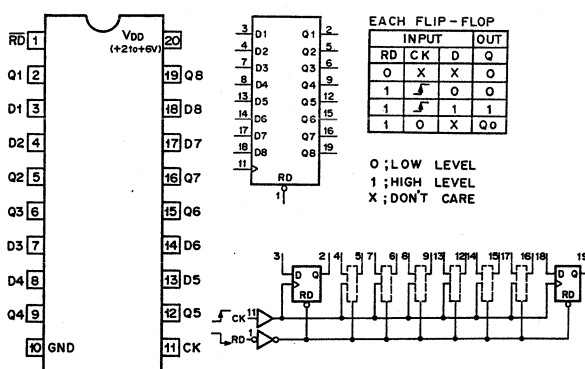 RD 1 VDD 20
(+2to+6V)
Q1 2 19 Q8
D1 3 18 D8
D2 4 17 D7
Q2 5 16 Q7
Q3 6 15 Q6
D3 7 14 D6
D4 8 13 D5
Q4 9 12 Q5
10 GND 11 CK
3 D1 Q1 2
4 D2 Q2 5
7 D3 Q3 6
8 D4 Q4 9
13 D5 Q5 12
14 D6 Q6 15
17 D7 Q7 16
18 D8 Q8 19
11
RD
1
EACH FLIP-FLOP
INPUT OUT
RD CK D Q
0 X X 0
1 0 0
1 1 1
1 0 X Qo
0 ; LOW LEVEL
1 ; HIGH LEVEL
X ; DON'T CARE
3 2 4 5 7 6 8 9 13 12 14 15 17 16 18 19
D Q D Q
RD RD
CK 11
RD 1